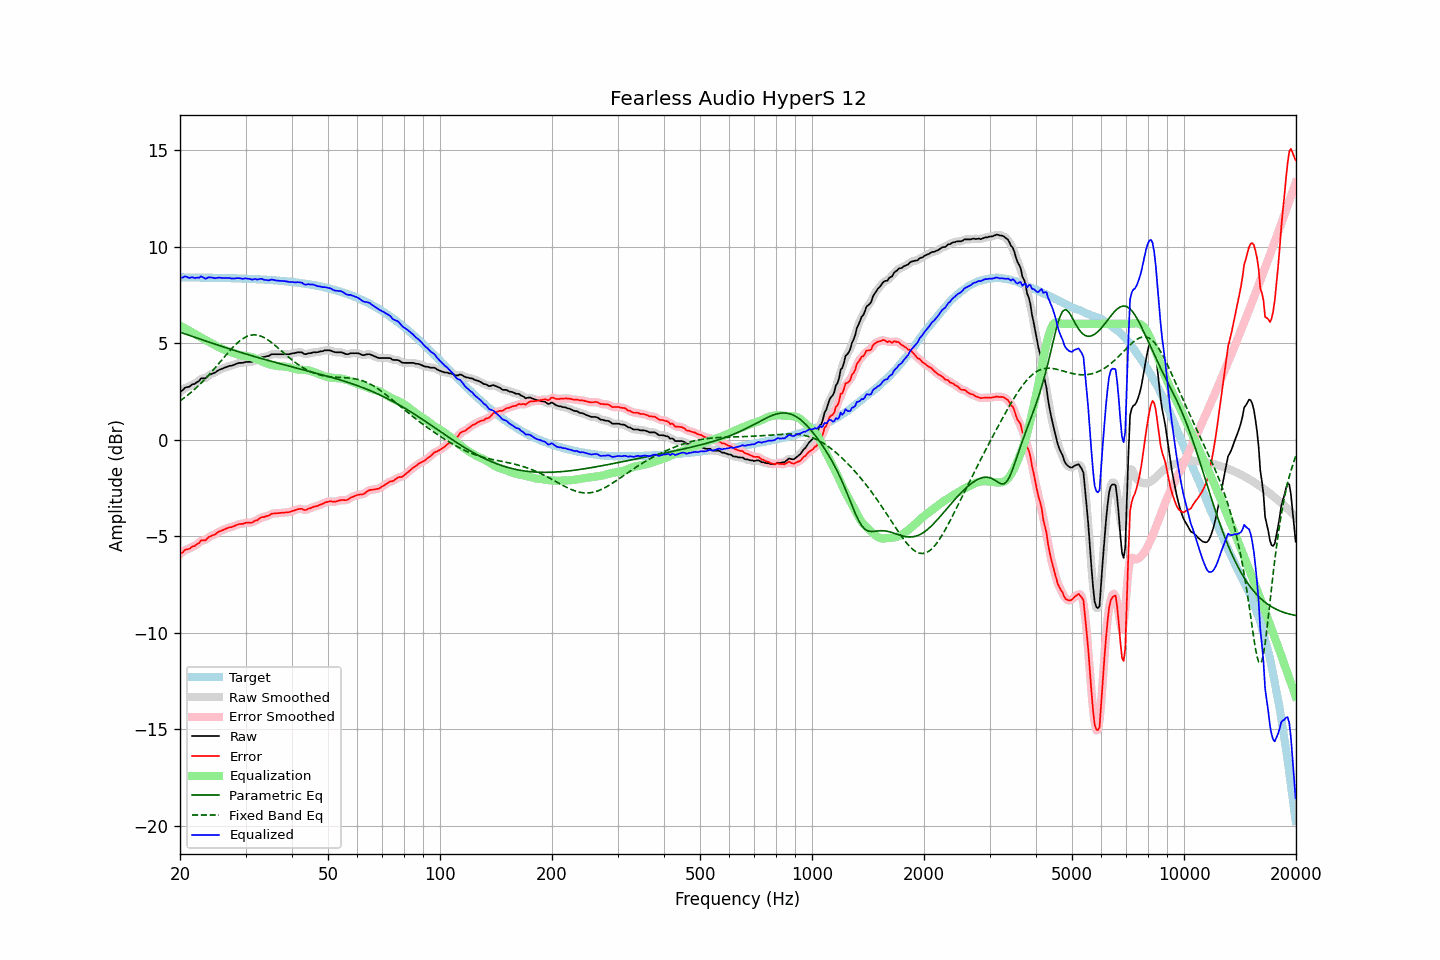 Fearless Audio HyperS 12
Amplitude (dBr)
15
10
5
0
−5
−10
−15
−20
Target
Raw Smoothed
Error Smoothed
Raw
Error
Equalization
Parametric Eq
Fixed Band Eq
Equalized
20 50 100 200 500 1000 2000 5000 10000 20000
Frequency (Hz)